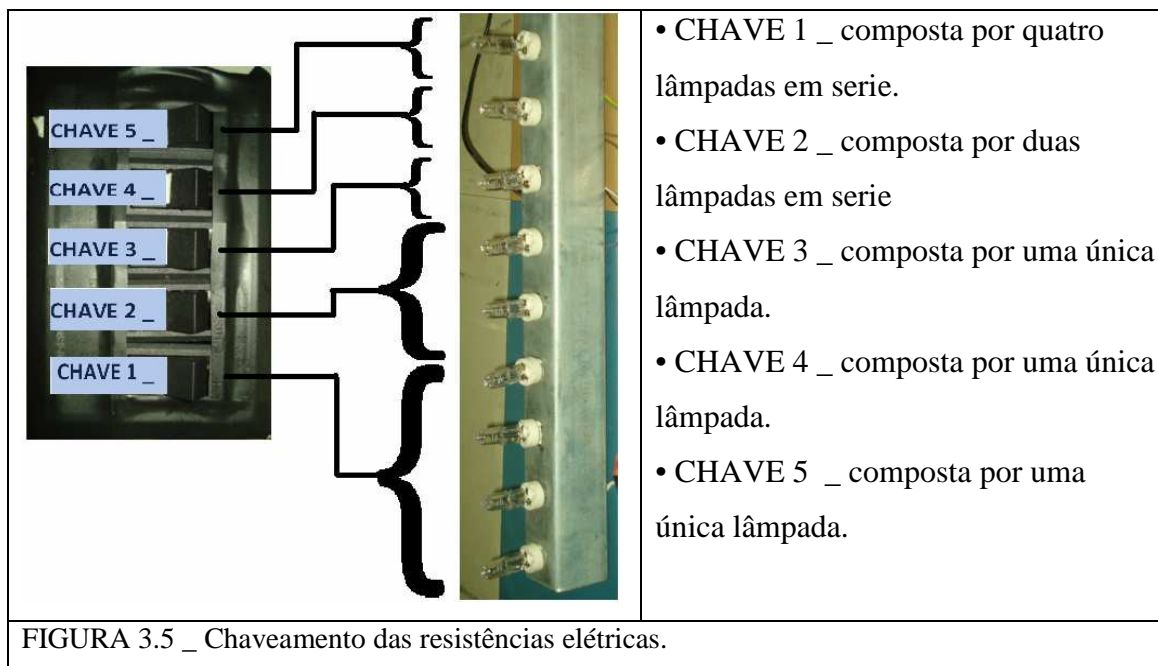 CHAVE 5 _
CHAVE 4 _
CHAVE 3 _
CHAVE 2 _
CHAVE 1 _
• CHAVE 1 _ composta por quatro
lâmpadas em serie.
• CHAVE 2 _ composta por duas
lâmpadas em serie
• CHAVE 3 _ composta por uma única
lâmpada.
• CHAVE 4 _ composta por uma única
lâmpada.
• CHAVE 5 _ composta por uma
única lâmpada.
FIGURA 3.5 _ Chaveamento das resistências elétricas.